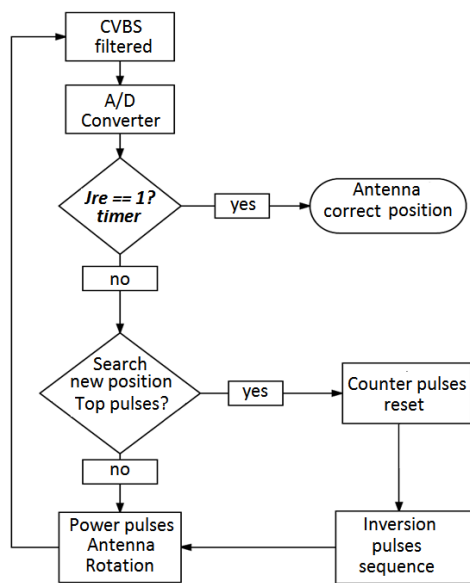 CVBS
filtered
A/D
Converter
Jre == 1?
timer
yes
Antenna
correct position
no
Search
new position
Top pulses?
yes
Counter pulses
reset
no
Power pulses
Antenna
Rotation
Inversion
pulses
sequence